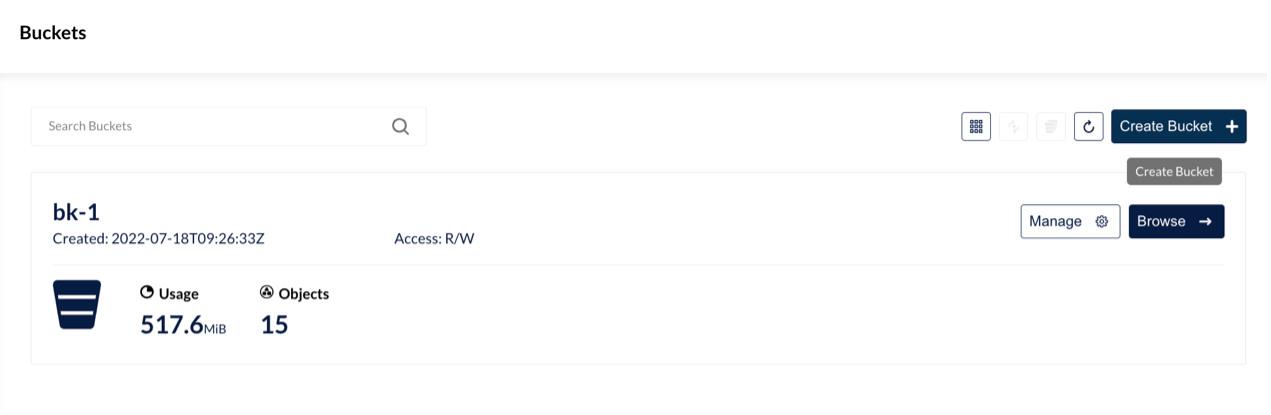 Buckets
Search Buckets
Create Bucket
Create Bucket
bk-1
Created: 2022-07-18T09:26:33Z
Access: R/W
Manage
Browse
Usage
Objects
517.6MiB
15